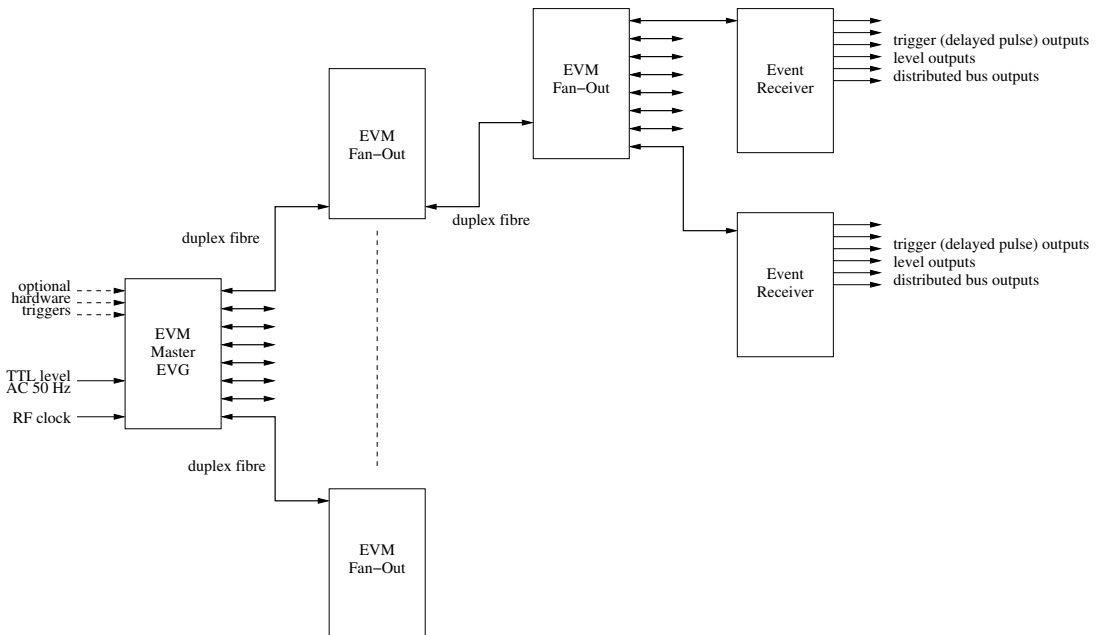 EVM
Fan−Out
Event
Receiver
trigger (delayed pulse) outputs
level outputs
distributed bus outputs
EVM
Fan−Out
duplex fibre
duplex fibre
Event
Receiver
trigger (delayed pulse) outputs
level outputs
distributed bus outputs
optional
hardware
triggers
EVM
Master
EVG
TTL level
AC 50 Hz
RF clock
duplex fibre
EVM
Fan−Out